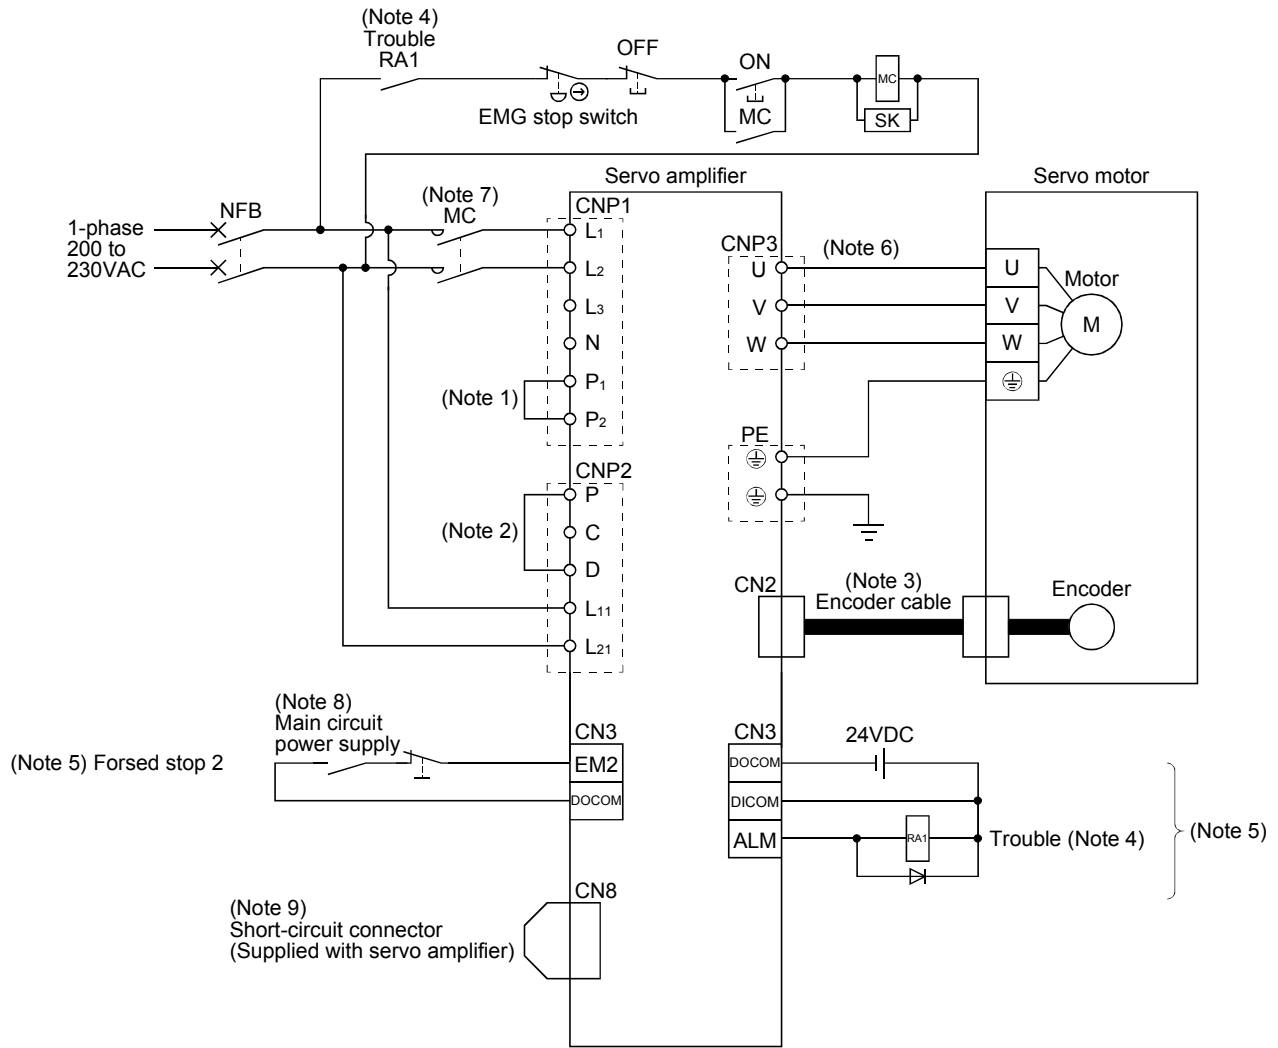 (Note 4)
Trouble
RA1
OFF
ON
MC
EMG stop switch
MC
SK
Servo amplifier
Servo motor
(Note 7)
MC
NFB
1-phase
200 to
230VAC
CNP1
L1
L2
L3
N
P1
P2
(Note 1)
CNP3
U
V
W
(Note 6)
U
V
W
Motor
M
PE
CNP2
P
C
D
L11
L21
(Note 2)
CN2
(Note 3)
Encoder cable
Encoder
(Note 8)
Main circuit
power supply
(Note 5) Forsed stop 2
CN3
EM2
DOCOM
CN3
DOCOM
DICOM
ALM
24VDC
RA1
Trouble (Note 4)
(Note 5)
CN8
(Note 9)
Short-circuit connector
(Supplied with servo amplifier)